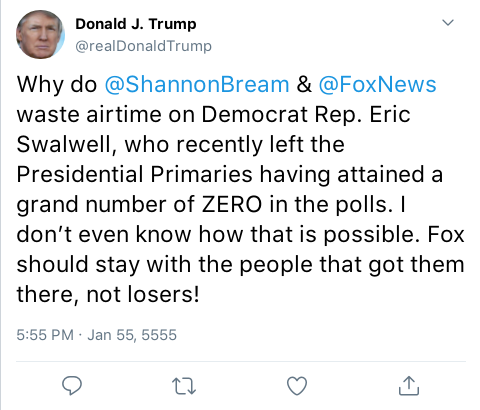 Donald J. Trump
@realDonaldTrump
Why do @ShannonBream & @FoxNews
waste airtime on Democrat Rep. Eric
Swalwell, who recently left the
Presidential Primaries having attained a
grand number of ZERO in the polls. I
don’t even know how that is possible. Fox
should stay with the people that got them
there, not losers!
5:55 PM · Jan 55, 5555